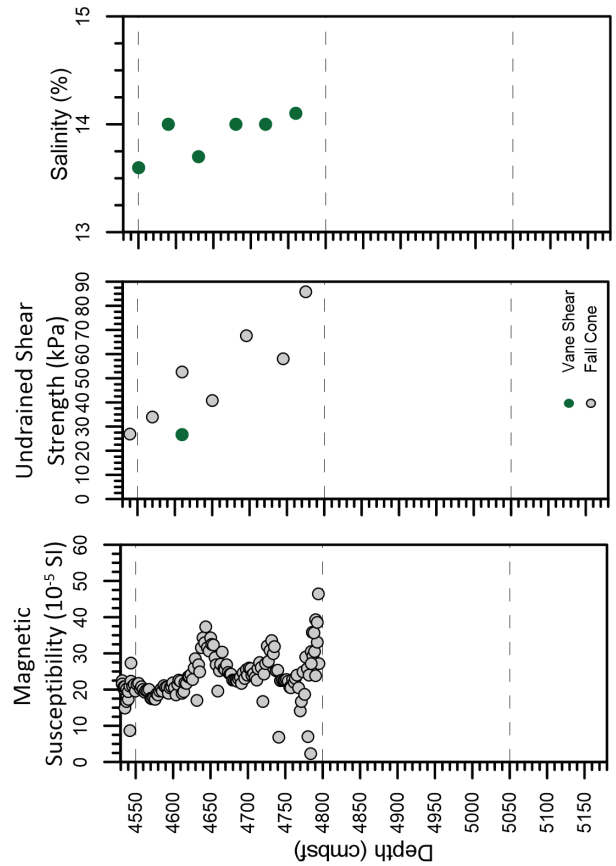 Magnetic
Susceptibility (10⁻⁵ SI)
0 10 20 30 40 50 60
Undrained Shear
Strength (kPa)
0 10 20 30 40 50 60 70 80 90
Salinity (%)
13 14 15
Depth (cmbsf)
4550
4600
4650
4700
4750
4800
4850
4900
4950
5000
5050
5100
5150
Vane Shear
Fall Cone